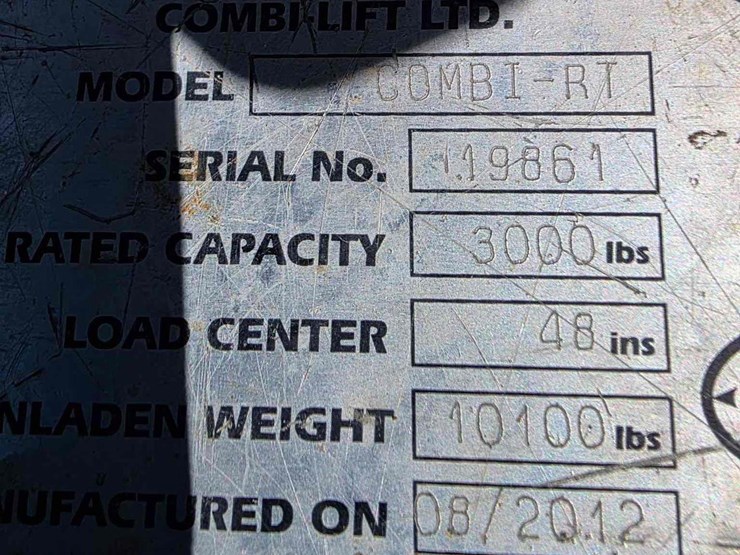 COMBI-LIFT LTD.
MODEL COMBI-RT
SERIAL No. 19861
RATED CAPACITY 3000 lbs
LOAD CENTER 48 ins
NLADEN WEIGHT 10100 lbs
NUFACTURED ON 08/2012